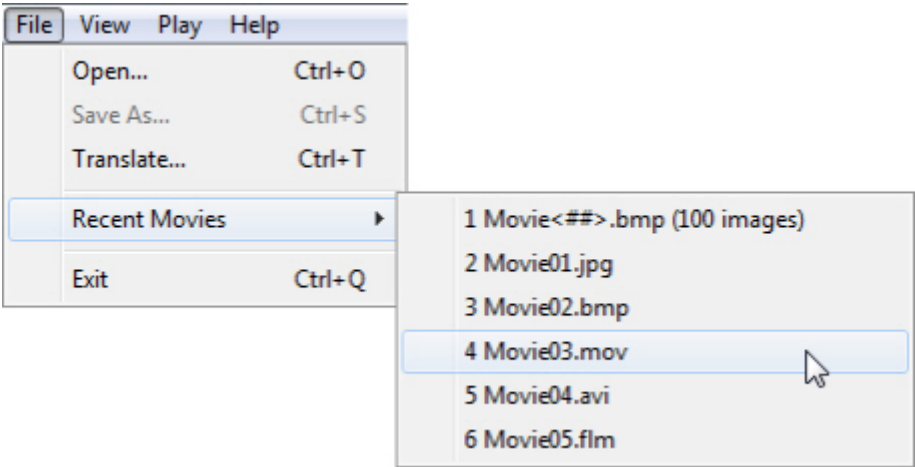 File View Play Help
Open... Ctrl+O
Save As... Ctrl+S
Translate... Ctrl+T
Recent Movies
Exit Ctrl+Q
1 Movie<##>.bmp (100 images)
2 Movie01.jpg
3 Movie02.bmp
4 Movie03.mov
5 Movie04.avi
6 Movie05.flm